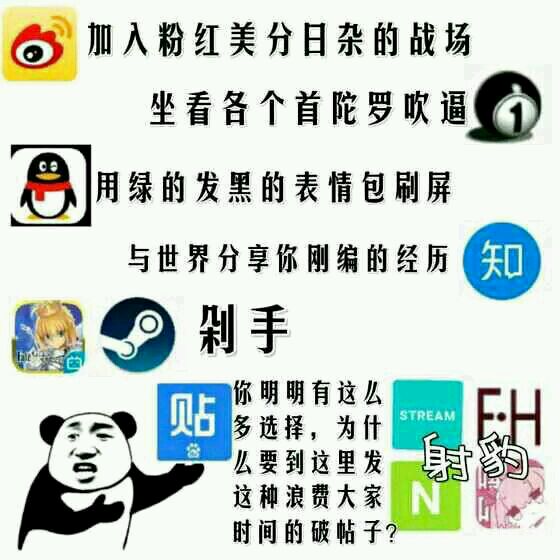 加入粉红美分日杂的战场
坐看各个首陀罗吹逼
1
用绿的发黑的表情包刷屏
与世界分享你刚编的经历
知
剁手
贴
你明明有这么
多选择，为什
么要到这里发
这种浪费大家
时间的破帖子？
STREAM
E·H
N
射豹